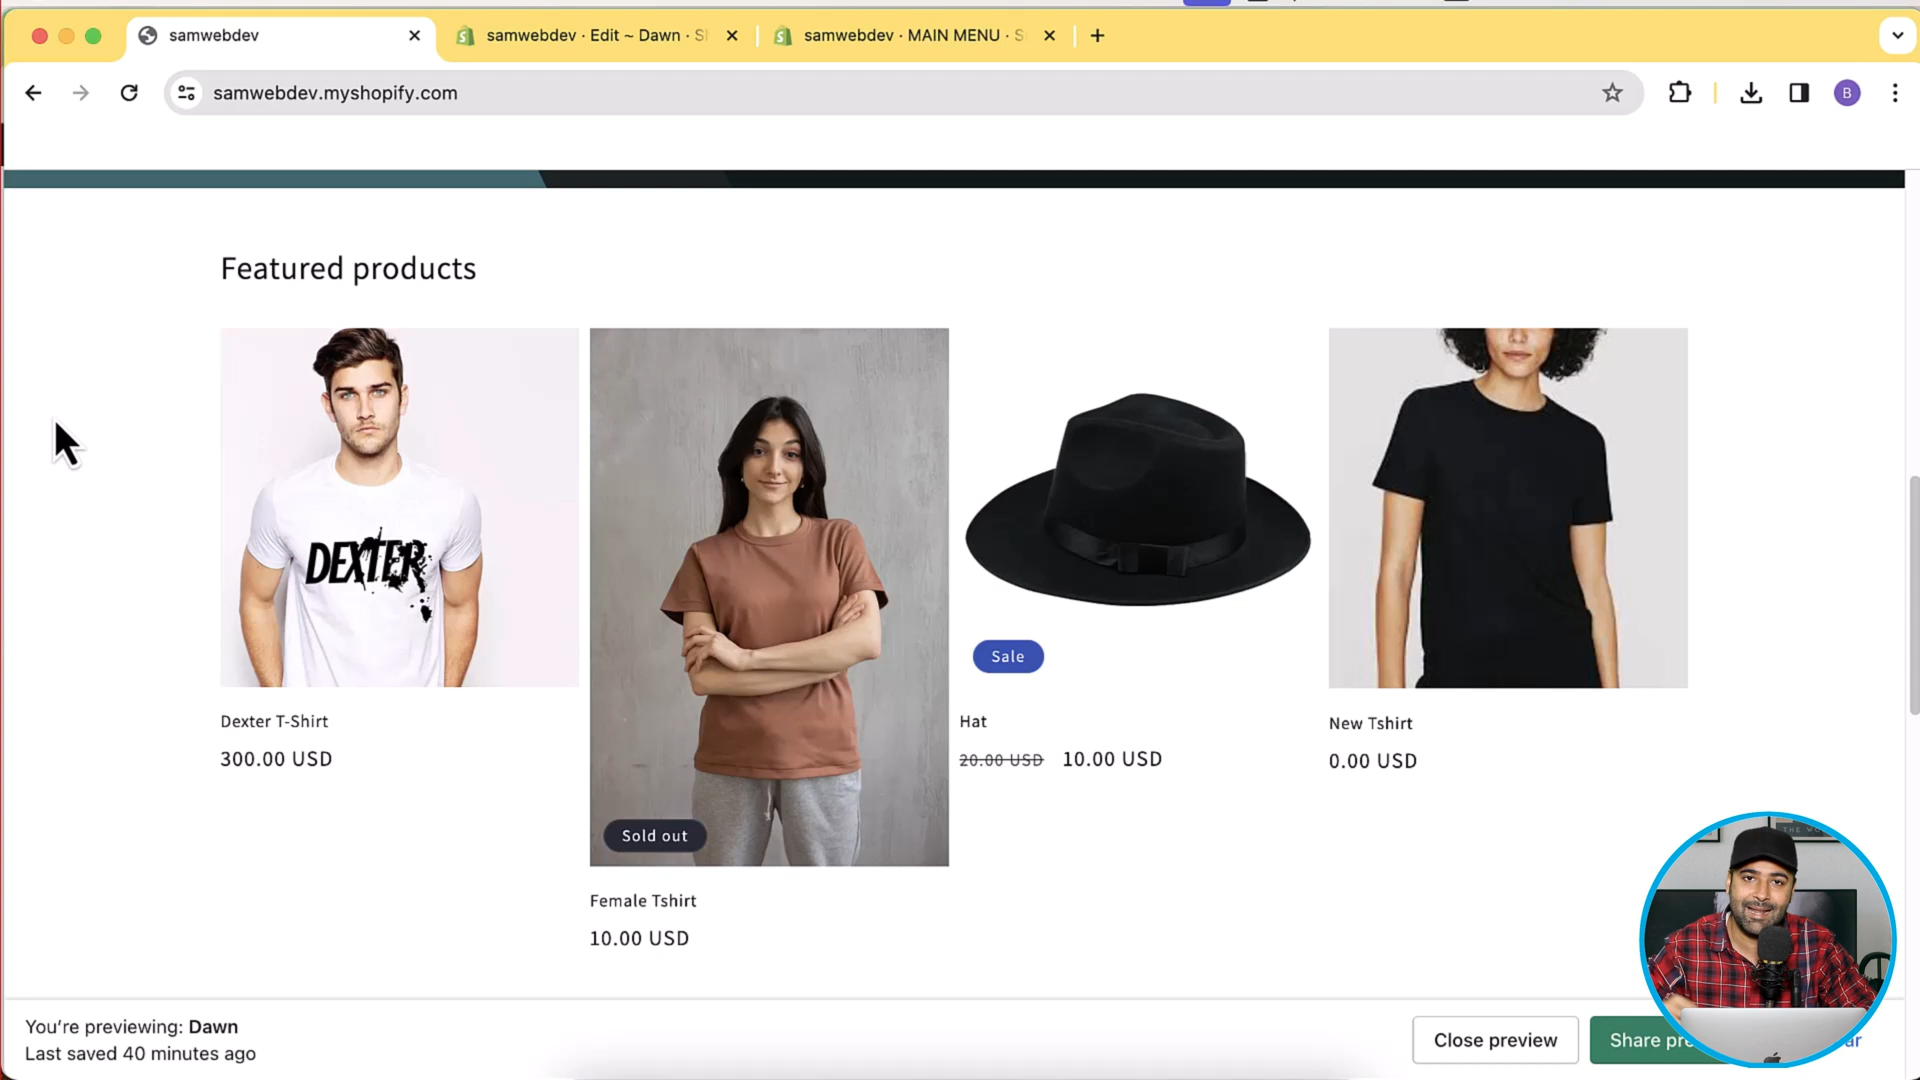 samwebdev
samwebdev · Edit ~ Dawn · S
samwebdev · MAIN MENU · S
samwebdev.myshopify.com
B
Featured products
DEXTER
Sale
Sold out
Dexter T-Shirt
300.00 USD
Female Tshirt
10.00 USD
Hat
20.00 USD 10.00 USD
New Tshirt
0.00 USD
THE WO
You're previewing: Dawn
Last saved 40 minutes ago
Close preview
Share pre